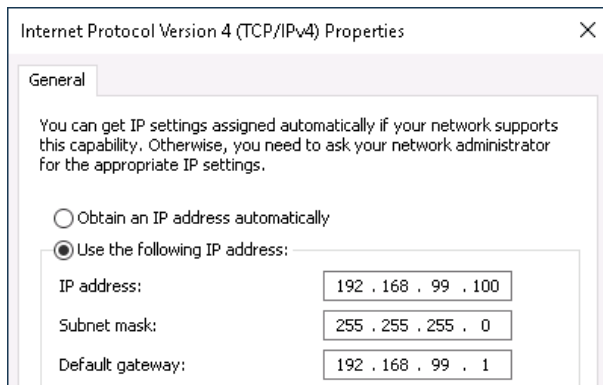 Internet Protocol Version 4 (TCP/IPv4) Properties
General
You can get IP settings assigned automatically if your network supports
this capability. Otherwise, you need to ask your network administrator
for the appropriate IP settings.
Obtain an IP address automatically
Use the following IP address:
IP address: 192 . 168 . 99 . 100
Subnet mask: 255 . 255 . 255 . 0
Default gateway: 192 . 168 . 99 . 1